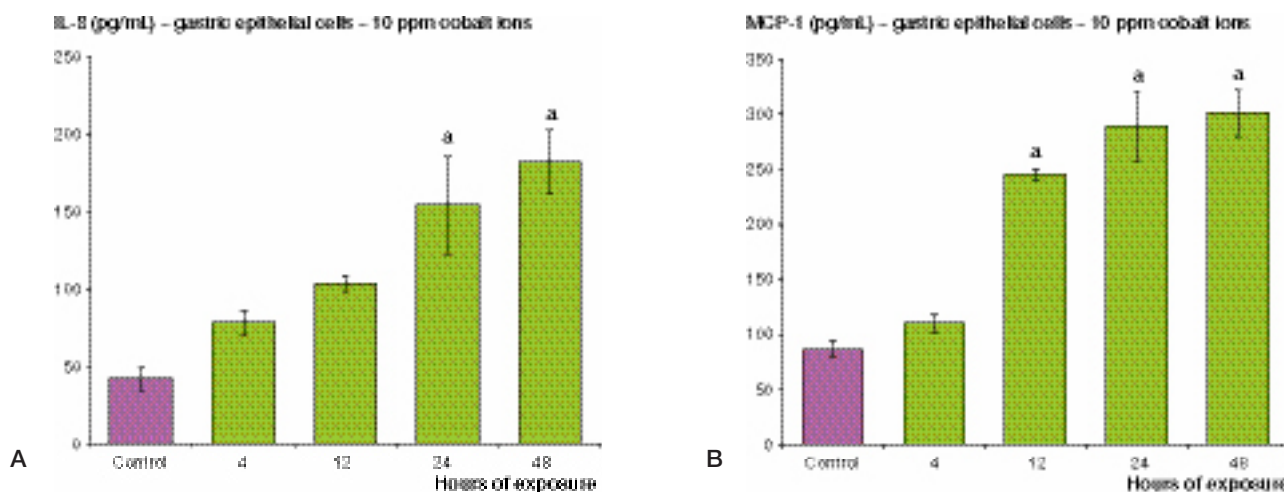 IL-8 (pg/mL) – gastric epithelial cells – 10 ppm cobalt ions
250
200
150
100
50
0
a
a
Control 4 12 24 48
Hours of exposure
A
MCP-1 (pg/mL) – gastric epithelial cells – 10 ppm cobalt ions
350
300
250
200
150
100
50
0
a
a
a
Control 4 12 24 48
Hours of exposure
B